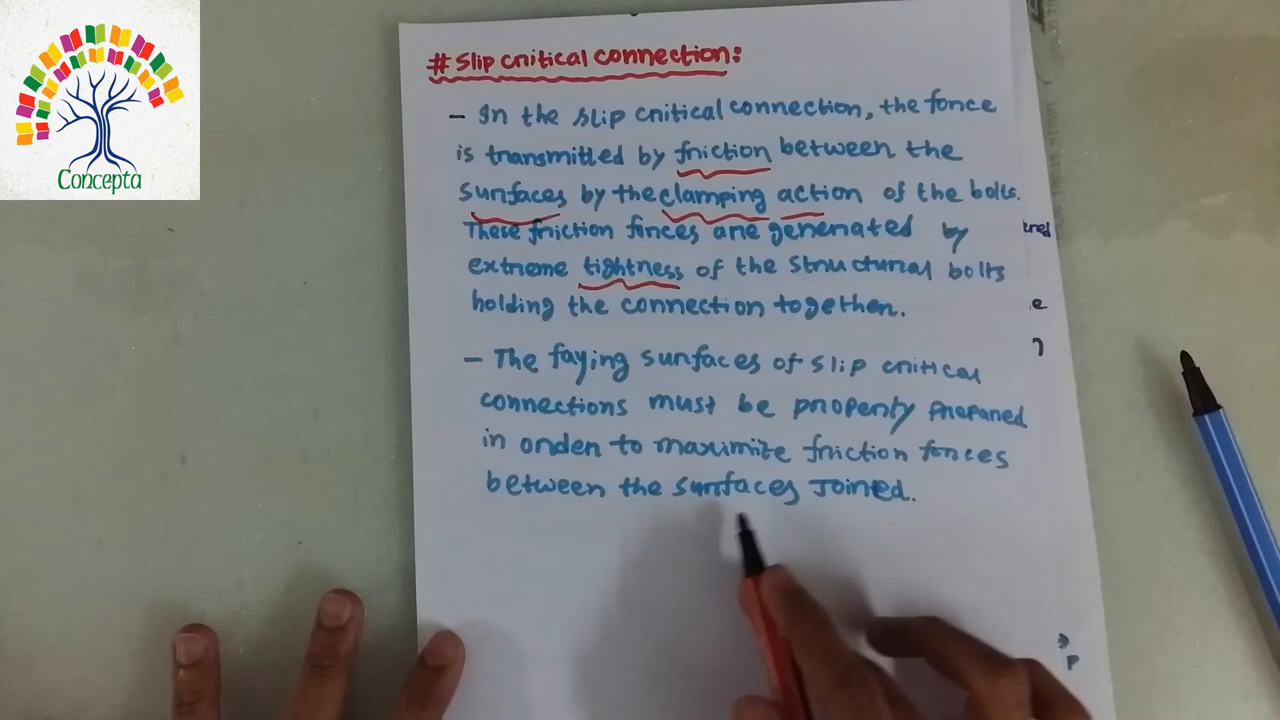 Concepta
# Slip critical connection:
- In the slip critical connection, the force
is transmitted by friction between the
surfaces by the clamping action of the bolts.
These friction forces are generated by
extreme tightness of the structural bolts
holding the connection together.
- The faying surfaces of slip critical
connections must be properly prepared
in order to maximize friction forces
between the surfaces Joined.
e
P